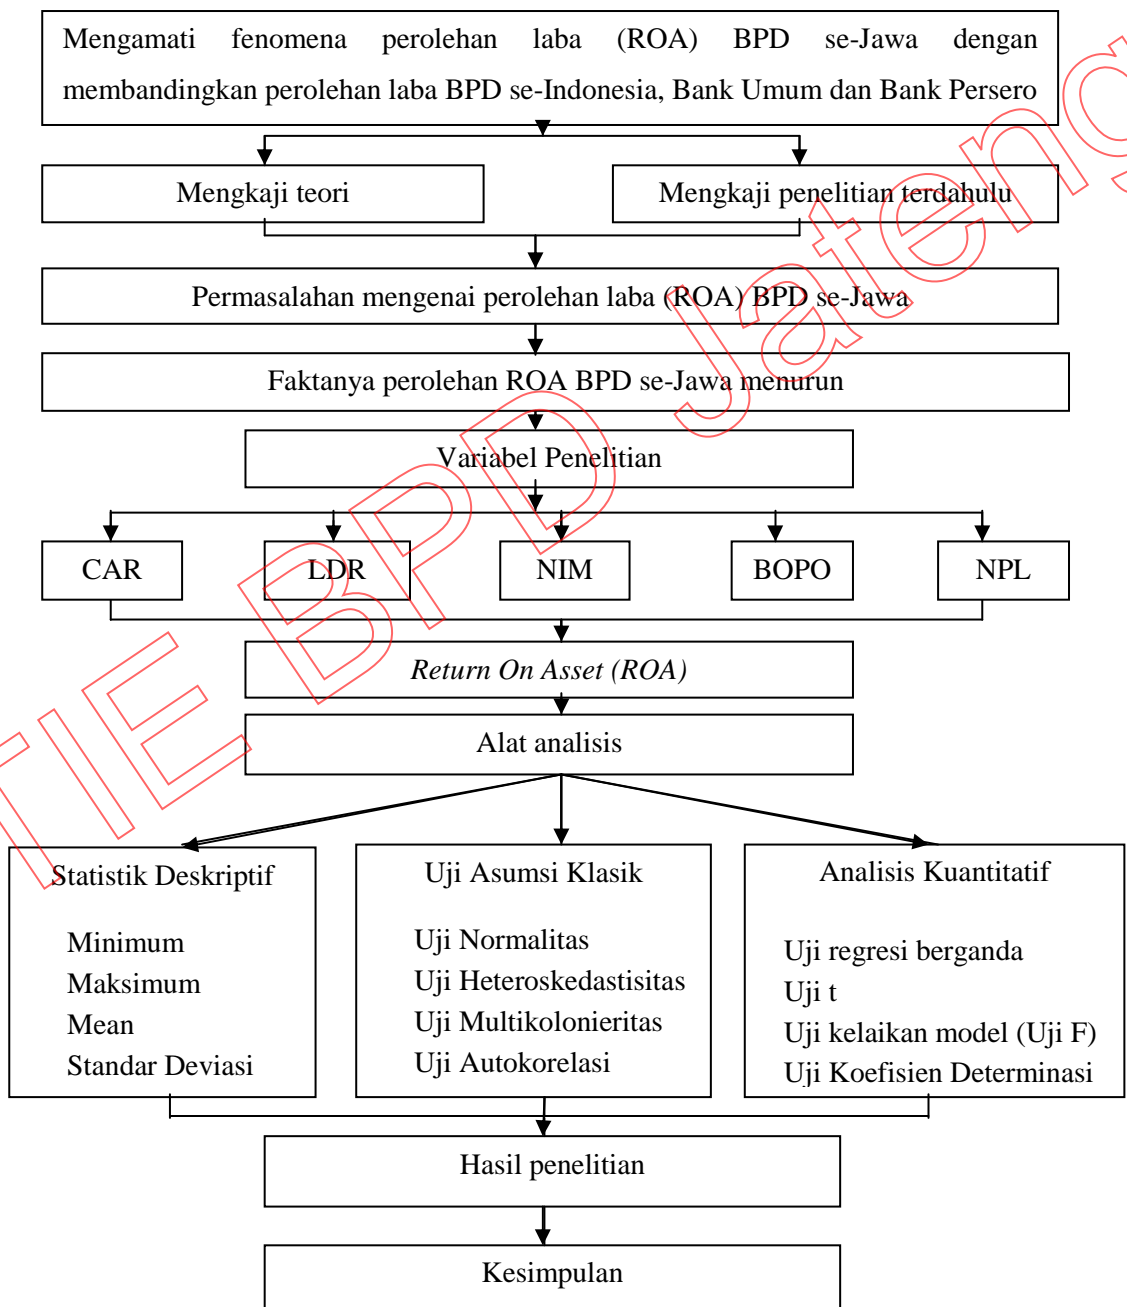 Mengamati fenomena perolehan laba (ROA) BPD se-Jawa dengan
membandingkan perolehan laba BPD se-Indonesia, Bank Umum dan Bank Persero
Mengkaji teori
Mengkaji penelitian terdahulu
Permasalahan mengenai perolehan laba (ROA) BPD se-Jawa
Faktanya perolehan ROA BPD se-Jawa menurun
Variabel Penelitian
CAR
LDR
NIM
BOPO
NPL
Return On Asset (ROA)
Alat analisis
Statistik Deskriptif
Minimum
Maksimum
Mean
Standar Deviasi
Uji Asumsi Klasik
Uji Normalitas
Uji Heteroskedastisitas
Uji Multikolonieritas
Uji Autokorelasi
Analisis Kuantitatif
Uji regresi berganda
Uji t
Uji kelaikan model (Uji F)
Uji Koefisien Determinasi
Hasil penelitian
Kesimpulan
TIE BPD Jateng